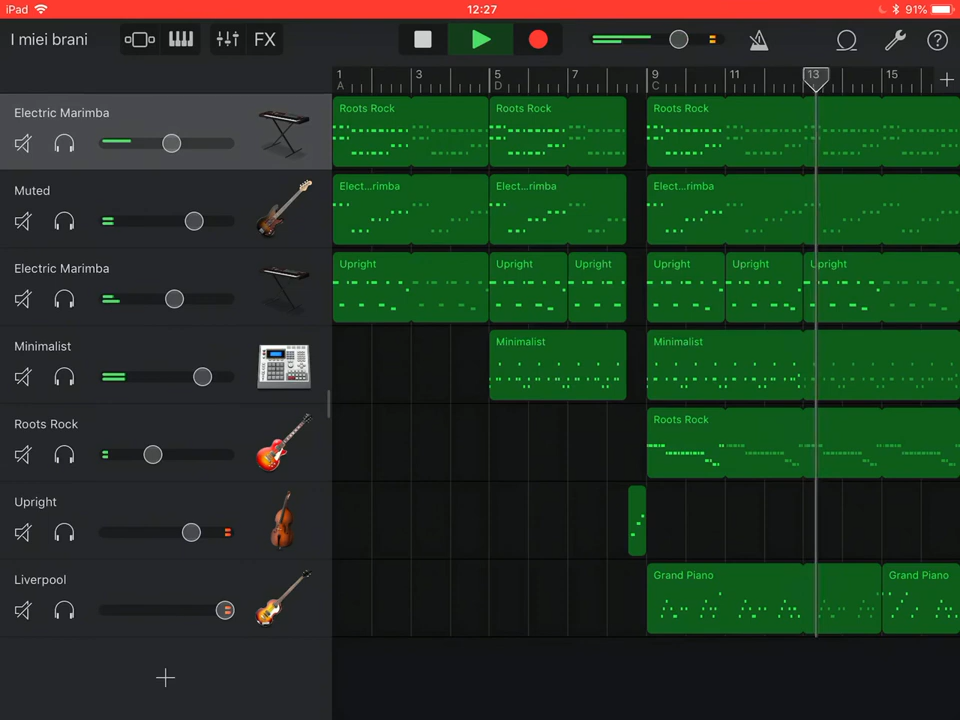 iPad 12:27 91%
I miei brani FX ?
1 3 5 7 9 11 13 15
A D C
Electric Marimba
Roots Rock Roots Rock Roots Rock
Muted
Elect...rimba Elect...rimba Elect...rimba
Electric Marimba
Upright Upright Upright Upright Upright Upright
Minimalist
Minimalist Minimalist
Roots Rock
Roots Rock
Upright
Liverpool
Grand Piano Grand Piano